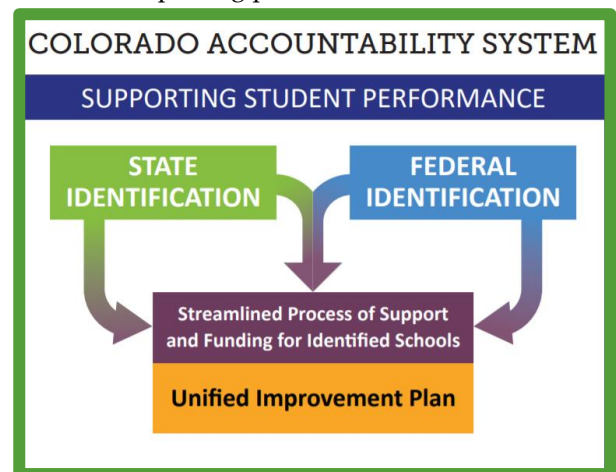 COLORADO ACCOUNTABILITY SYSTEM
SUPPORTING STUDENT PERFORMANCE
STATE
IDENTIFICATION
FEDERAL
IDENTIFICATION
Streamlined Process of Support
and Funding for Identified Schools
Unified Improvement Plan